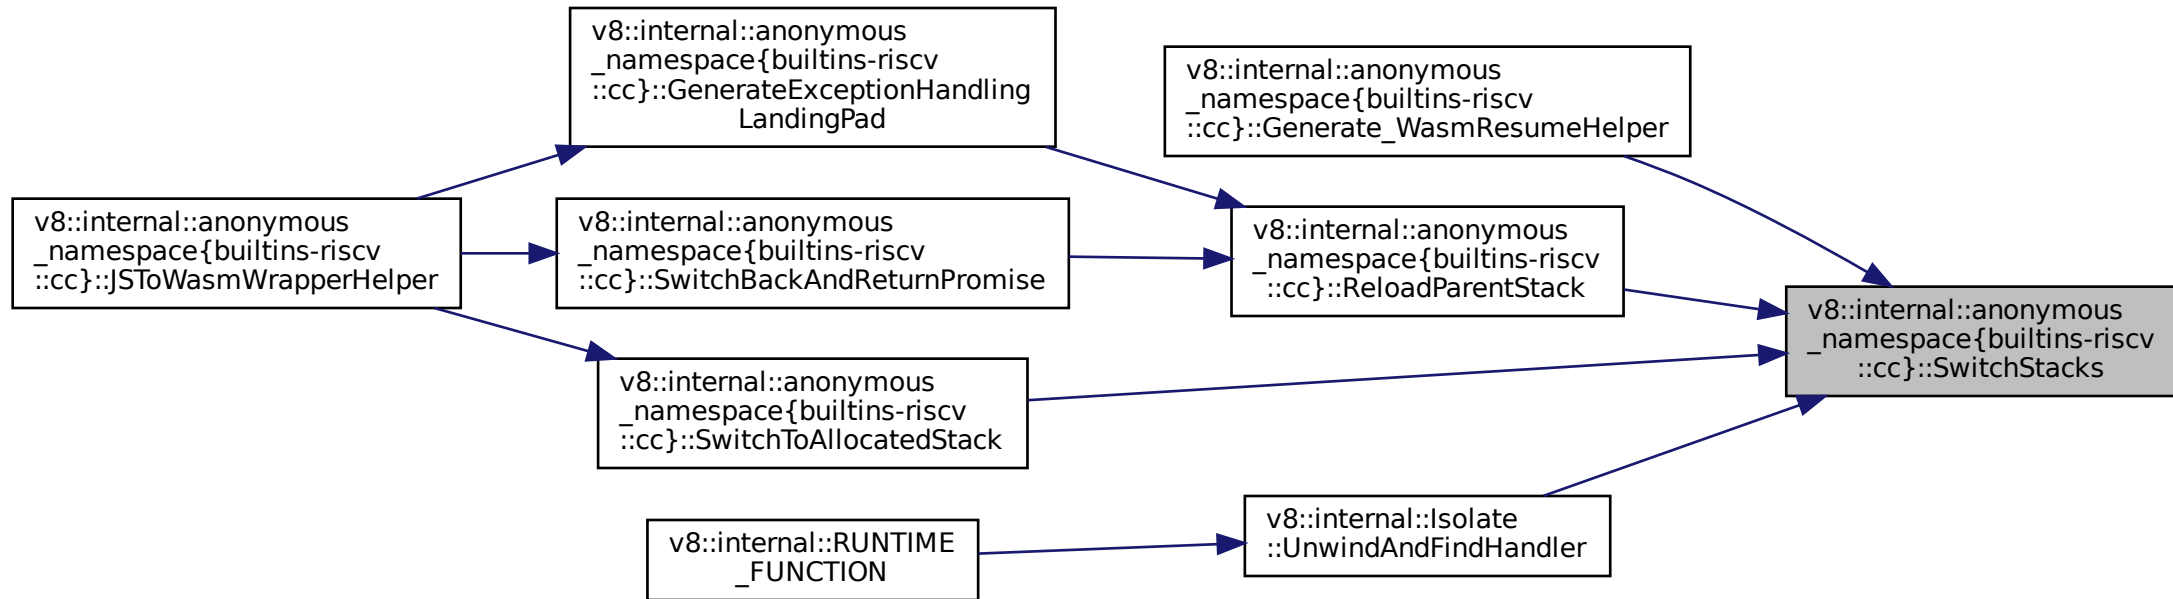 v8::internal::anonymous
_namespace{builtins-riscv
::cc}::GenerateExceptionHandling
LandingPad
v8::internal::anonymous
_namespace{builtins-riscv
::cc}::Generate_WasmResumeHelper
v8::internal::anonymous
_namespace{builtins-riscv
::cc}::JSToWasmWrapperHelper
v8::internal::anonymous
_namespace{builtins-riscv
::cc}::SwitchBackAndReturnPromise
v8::internal::anonymous
_namespace{builtins-riscv
::cc}::ReloadParentStack
v8::internal::anonymous
_namespace{builtins-riscv
::cc}::SwitchStacks
v8::internal::anonymous
_namespace{builtins-riscv
::cc}::SwitchToAllocatedStack
v8::internal::Isolate
::UnwindAndFindHandler
v8::internal::RUNTIME
_FUNCTION